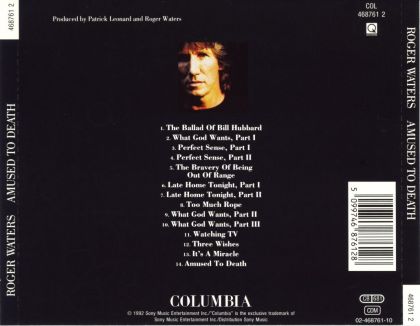 468761 2
ROGER WATERS AMUSED TO DEATH
Produced by Patrick Leonard and Roger Waters
COL
468761 2
Q
1. The Ballad Of Bill Hubbard
2. What God Wants, Part I
3. Perfect Sense, Part I
4. Perfect Sense, Part II
5. The Bravery Of Being
Out Of Range
6. Late Home Tonight, Part I
7. Late Home Tonight, Part II
8. Too Much Rope
9. What God Wants, Part II
10. What God Wants, Part III
11. Watching TV
12. Three Wishes
13. It's A Miracle
14. Amused To Death
COLUMBIA
© 1992 Sony Music Entertainment Inc./"Columbia" is the exclusive trademark of
Sony Music Entertainment Inc./Distribution Sony Music
5 099746 876128
COM
02-468761-10
ROGER WATERS AMUSED TO DEATH
468761 2